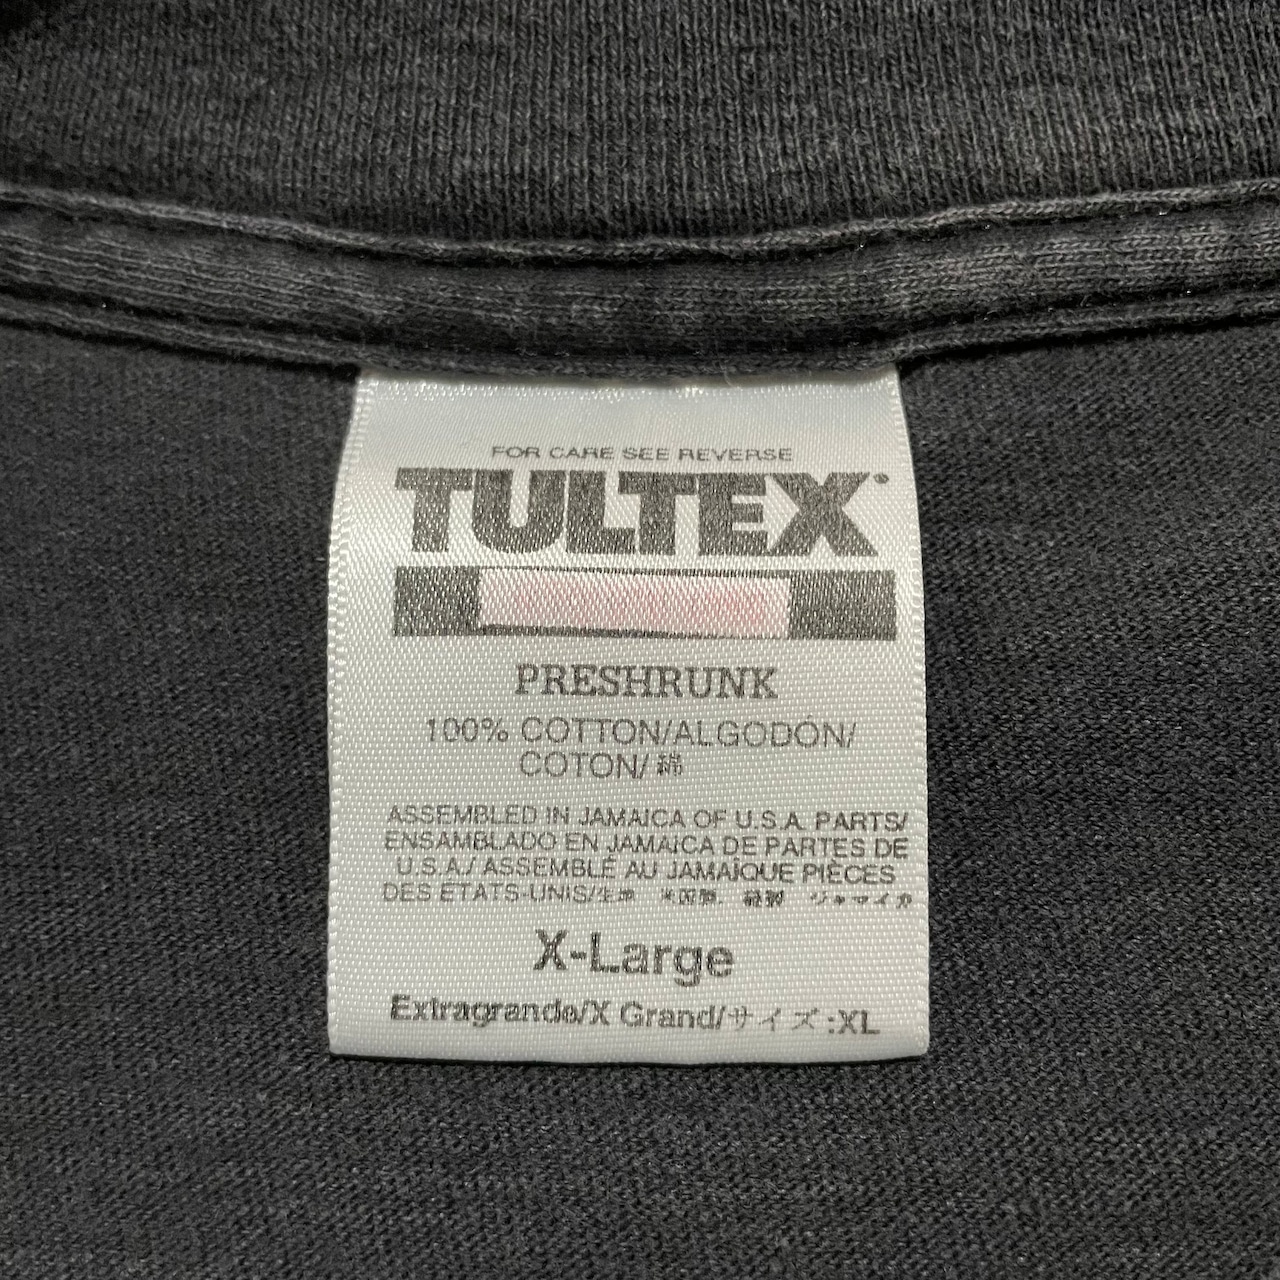 FOR CARE SEE REVERSE
TULTEX®
PRESHRUNK
100% COTTON/ALGODÓN/
COTON/綿
ASSEMBLED IN JAMAICA OF U.S.A. PARTS/
ENSAMBLADO EN JAMAICA DE PARTES DE
U.S.A./ ASSEMBLÉ AU JAMAÏQUE PIÈCES
DES ÉTATS-UNIS/生地 米国製. 縫製 ジャマイカ
X-Large
Extragrande/X Grand/サイズ:XL